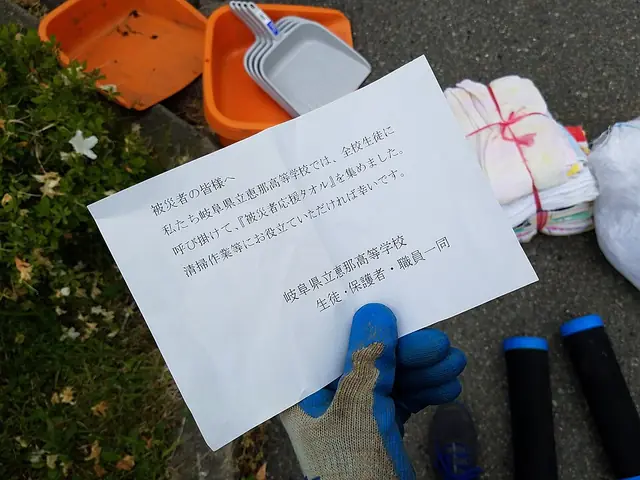 被災者の皆様へ
私たち岐阜県立恵那高等学校では、全校生徒に
呼び掛けて、『被災者応援タオル』を集めました。
清掃作業等にお役立ていただければ幸いです。
岐阜県立恵那高等学校
生徒・保護者・職員一同